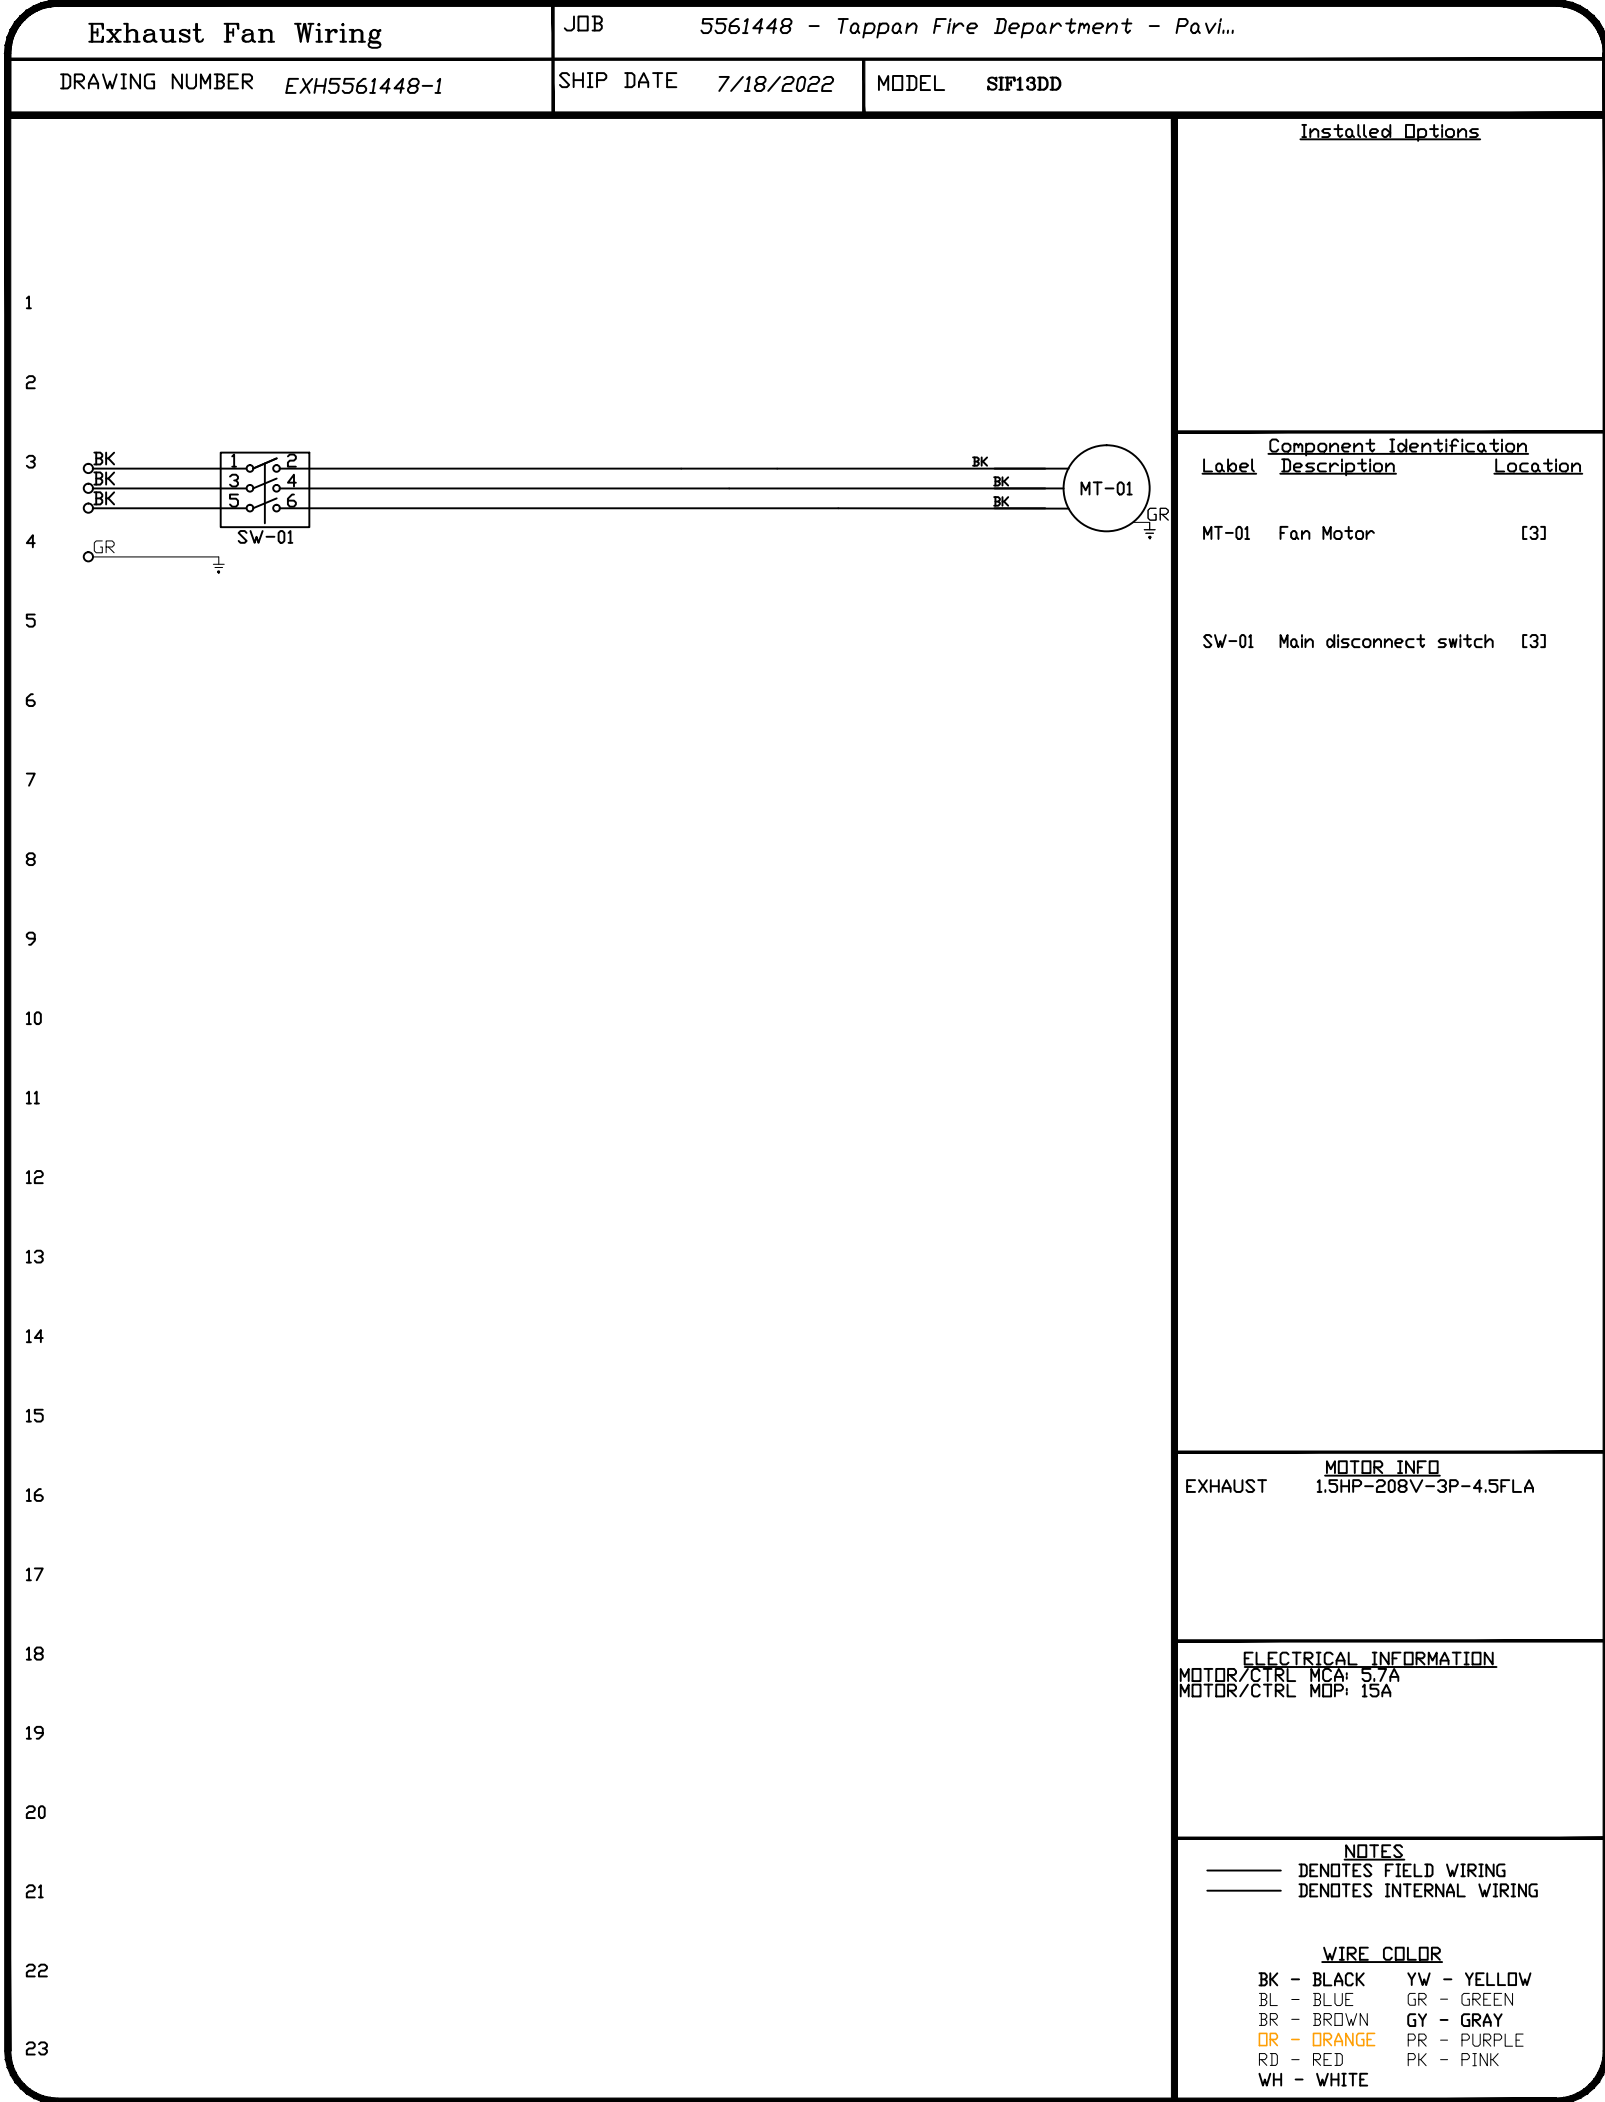 Exhaust Fan Wiring
JOB 5561448 - Tappan Fire Department - Pavi...
DRAWING NUMBER EXH5561448-1
SHIP DATE 7/18/2022
MODEL SIF13DD
Installed Options
1
2
3
4
5
6
7
8
9
10
11
12
13
14
15
16
17
18
19
20
21
22
23
BK
BK
BK
GR
1 2
3 4
5 6
SW-01
BK
BK
BK
MT-01
GR
Component Identification
Label Description Location
MT-01 Fan Motor [3]
SW-01 Main disconnect switch [3]
MOTOR INFO
EXHAUST 1.5HP-208V-3P-4.5FLA
ELECTRICAL INFORMATION
MOTOR/CTRL MCA: 5.7A
MOTOR/CTRL MOP: 15A
NOTES
DENOTES FIELD WIRING
DENOTES INTERNAL WIRING
WIRE COLOR
BK - BLACK YW - YELLOW
BL - BLUE GR - GREEN
BR - BROWN GY - GRAY
OR - ORANGE PR - PURPLE
RD - RED PK - PINK
WH - WHITE